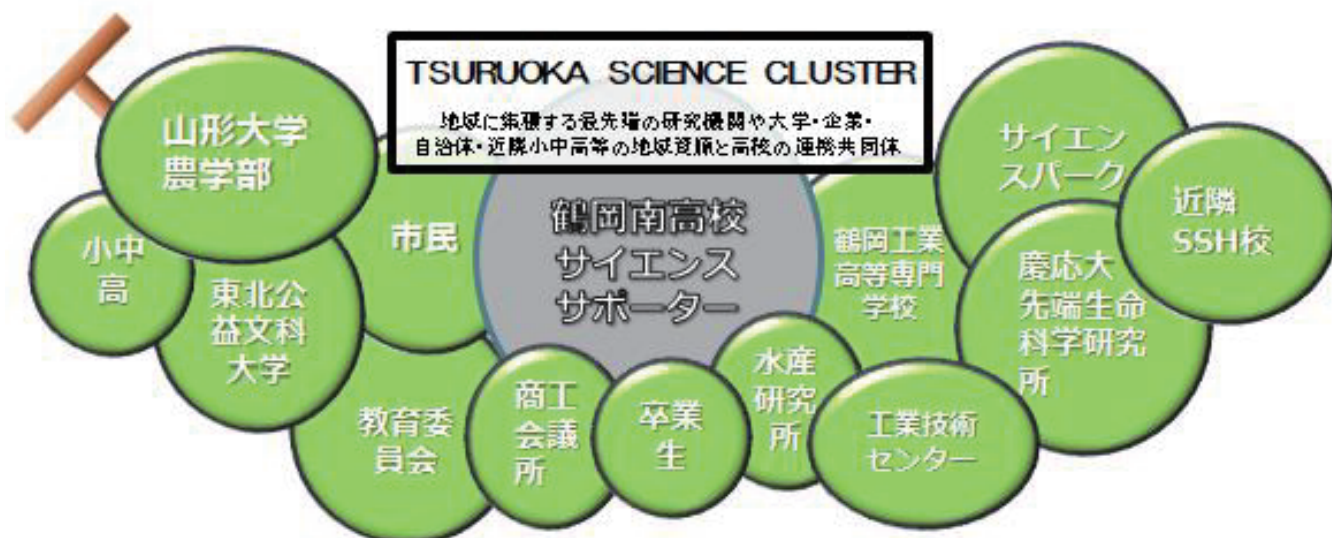 TSURUOKA SCIENCE CLUSTER
地域に集積する最先端の研究機関や大学・企業・
自治体・近隣小中高等の地域資源と高校の連携共同体
山形大学
農学部
小中
高
東北公
益文科
大学
市民
教育委
員会
鶴岡南高校
サイエンス
サポーター
商工
会議
所
卒業
生
水産
研究
所
鶴岡工業
高等専門
学校
工業技術
センター
サイエン
スパーク
慶応大
先端生命
科学研究
所
近隣
SSH校